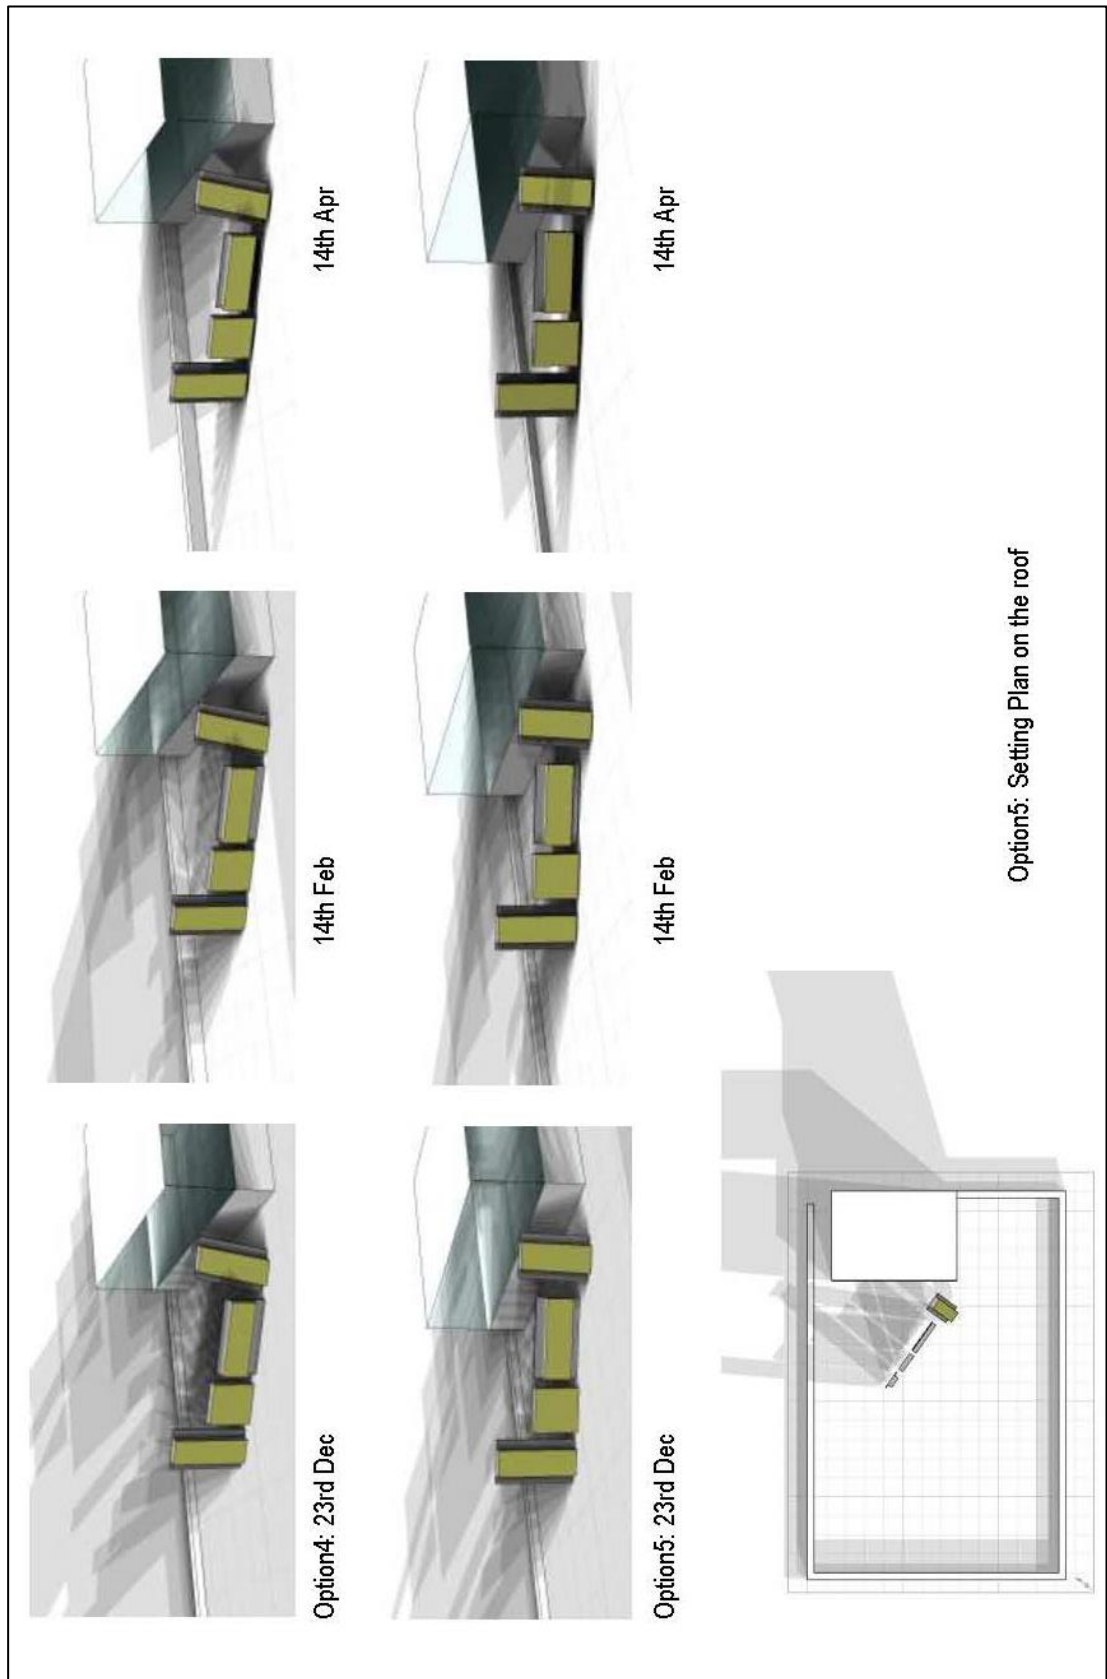 Option4: 23rd Dec
14th Feb
14th Apr
Option5: 23rd Dec
14th Feb
14th Apr
Option5: Setting Plan on the roof